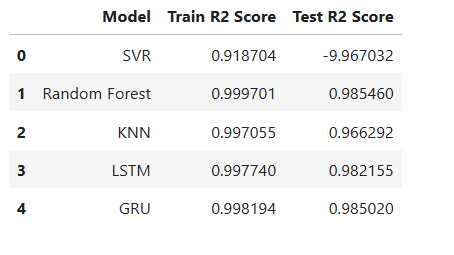 Model Train R2 Score Test R2 Score
0 SVR 0.918704 -9.967032
1 Random Forest 0.999701 0.985460
2 KNN 0.997055 0.966292
3 LSTM 0.997740 0.982155
4 GRU 0.998194 0.985020